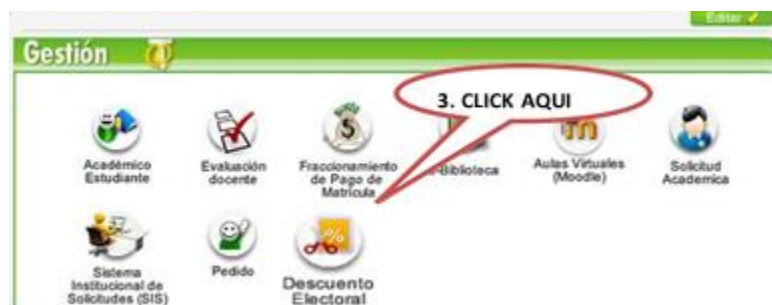 Editar
Gestión
3. CLICK AQUI
Académico
Estudiante
Evaluación
docente
Fraccionamiento
de Pago de
Matrícula
-Biblioteca
Aulas Virtuales
(Moodle)
Solicitud
Academica
Sistema
Institucional de
Solicitudes (SIS)
Pedido
Descuento
Electoral